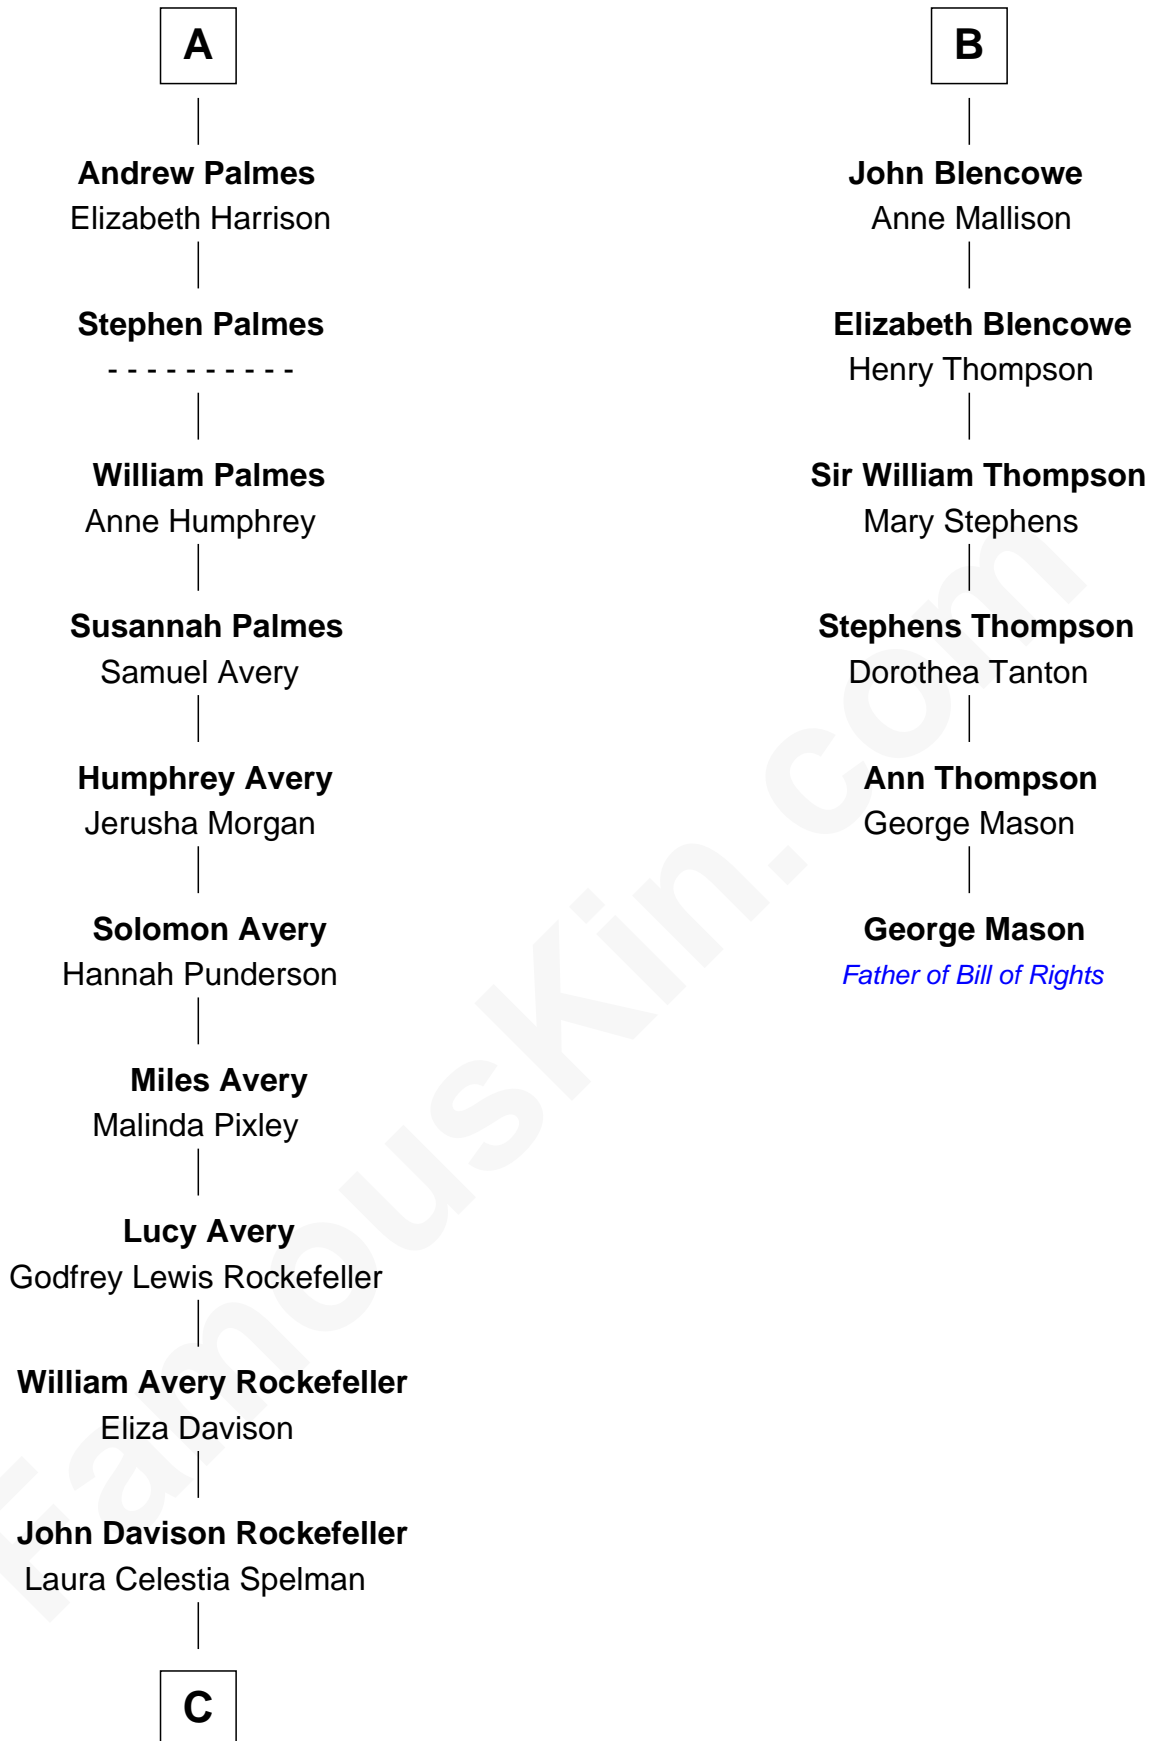 A
Andrew Palmes
Elizabeth Harrison
Stephen Palmes
- - - - - - - - - -
William Palmes
Anne Humphrey
Susannah Palmes
Samuel Avery
Humphrey Avery
Jerusha Morgan
Solomon Avery
Hannah Punderson
Miles Avery
Malinda Pixley
Lucy Avery
Godfrey Lewis Rockefeller
William Avery Rockefeller
Eliza Davison
John Davison Rockefeller
Laura Celestia Spelman
C
B
John Blencowe
Anne Mallison
Elizabeth Blencowe
Henry Thompson
Sir William Thompson
Mary Stephens
Stephens Thompson
Dorothea Tanton
Ann Thompson
George Mason
George Mason
Father of Bill of Rights
FamousKin.com